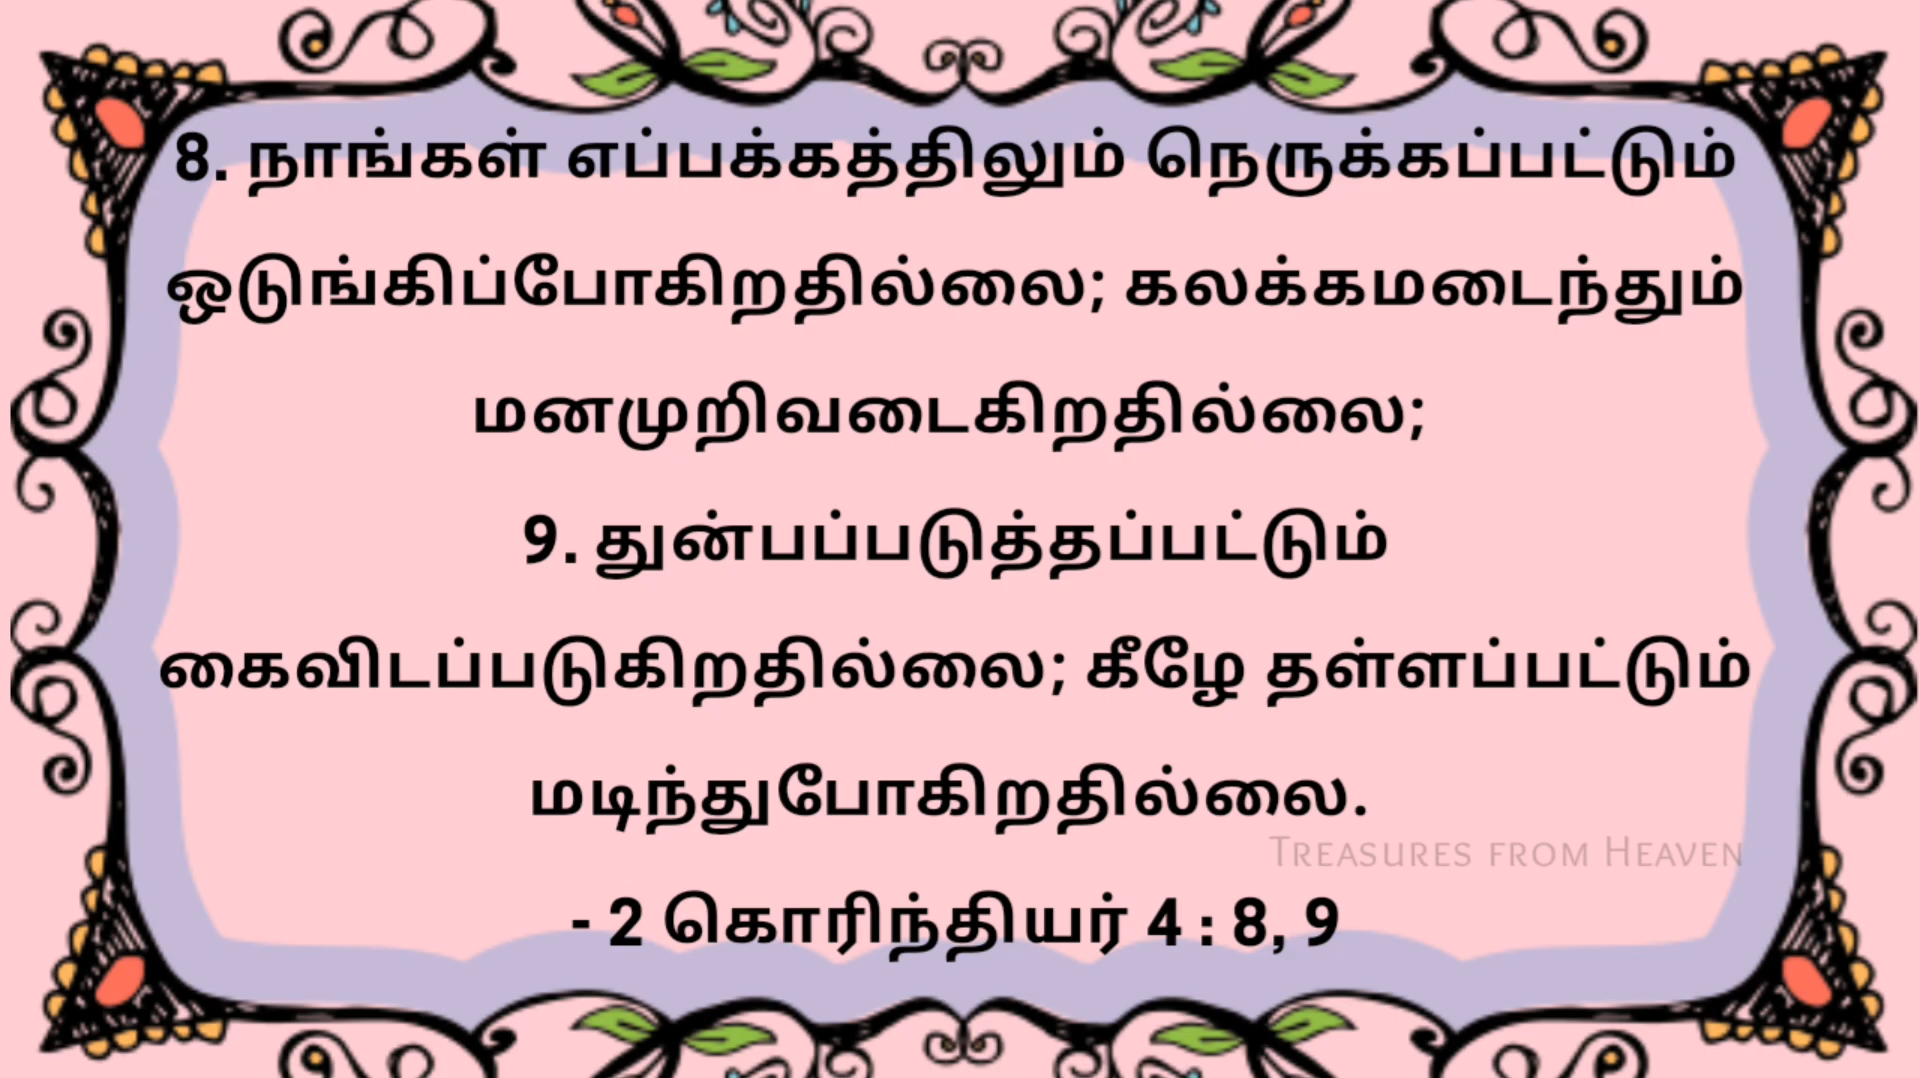 8. நாங்கள் எப்பக்கத்திலும் நெருக்கப்பட்டும்
ஒடுங்கிப்போகிறதில்லை; கலக்கமடைந்தும்
மனமுறிவடைகிறதில்லை;
9. துன்பப்படுத்தப்பட்டும்
கைவிடப்படுகிறதில்லை; கீழே தள்ளப்பட்டும்
மடிந்துபோகிறதில்லை.
TREASURES FROM HEAVEN
- 2 கொரிந்தியர் 4 : 8, 9